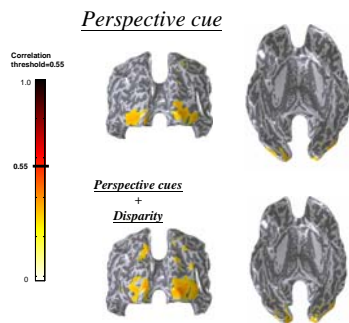 Perspective cue
Correlation
threshold=0.55
1.0
0.55
0
Perspective cues
+
Disparity